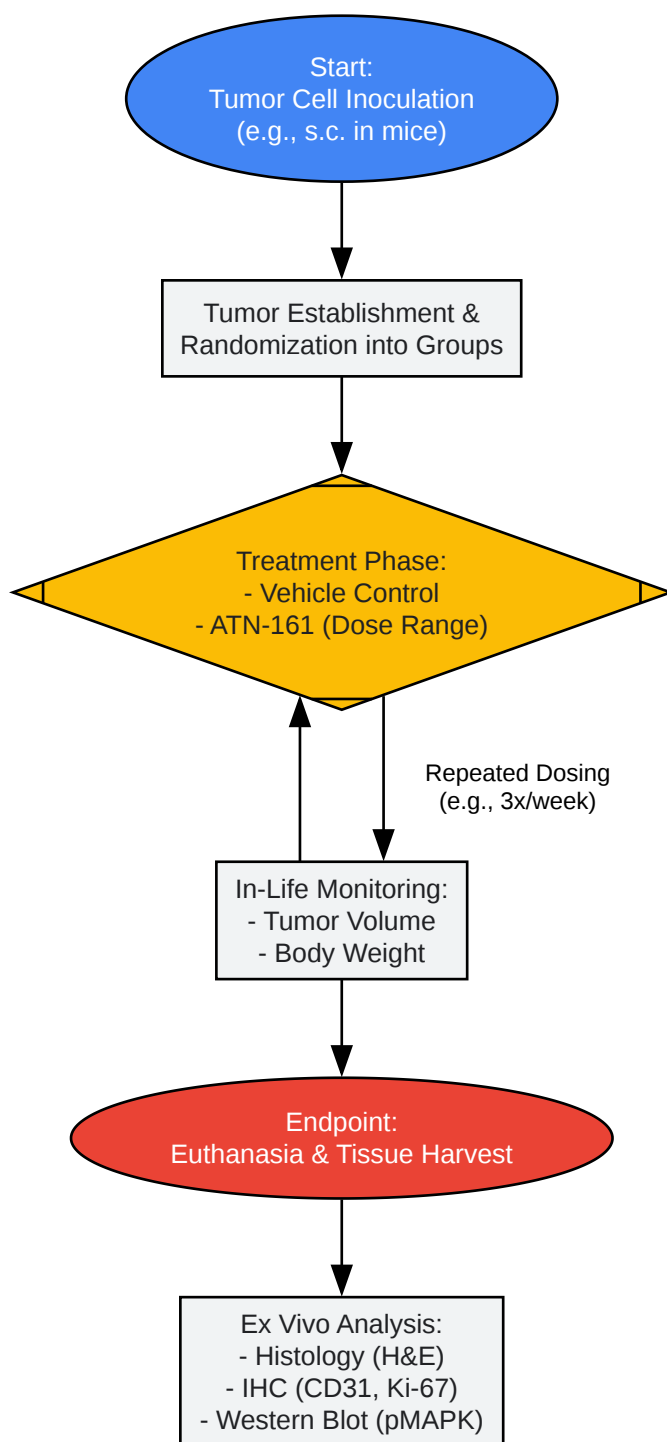 Start:
Tumor Cell Inoculation
(e.g., s.c. in mice)
Tumor Establishment &
Randomization into Groups
Treatment Phase:
- Vehicle Control
- ATN-161 (Dose Range)
Repeated Dosing
(e.g., 3x/week)
In-Life Monitoring:
- Tumor Volume
- Body Weight
Endpoint:
Euthanasia & Tissue Harvest
Ex Vivo Analysis:
- Histology (H&E)
- IHC (CD31, Ki-67)
- Western Blot (pMAPK)